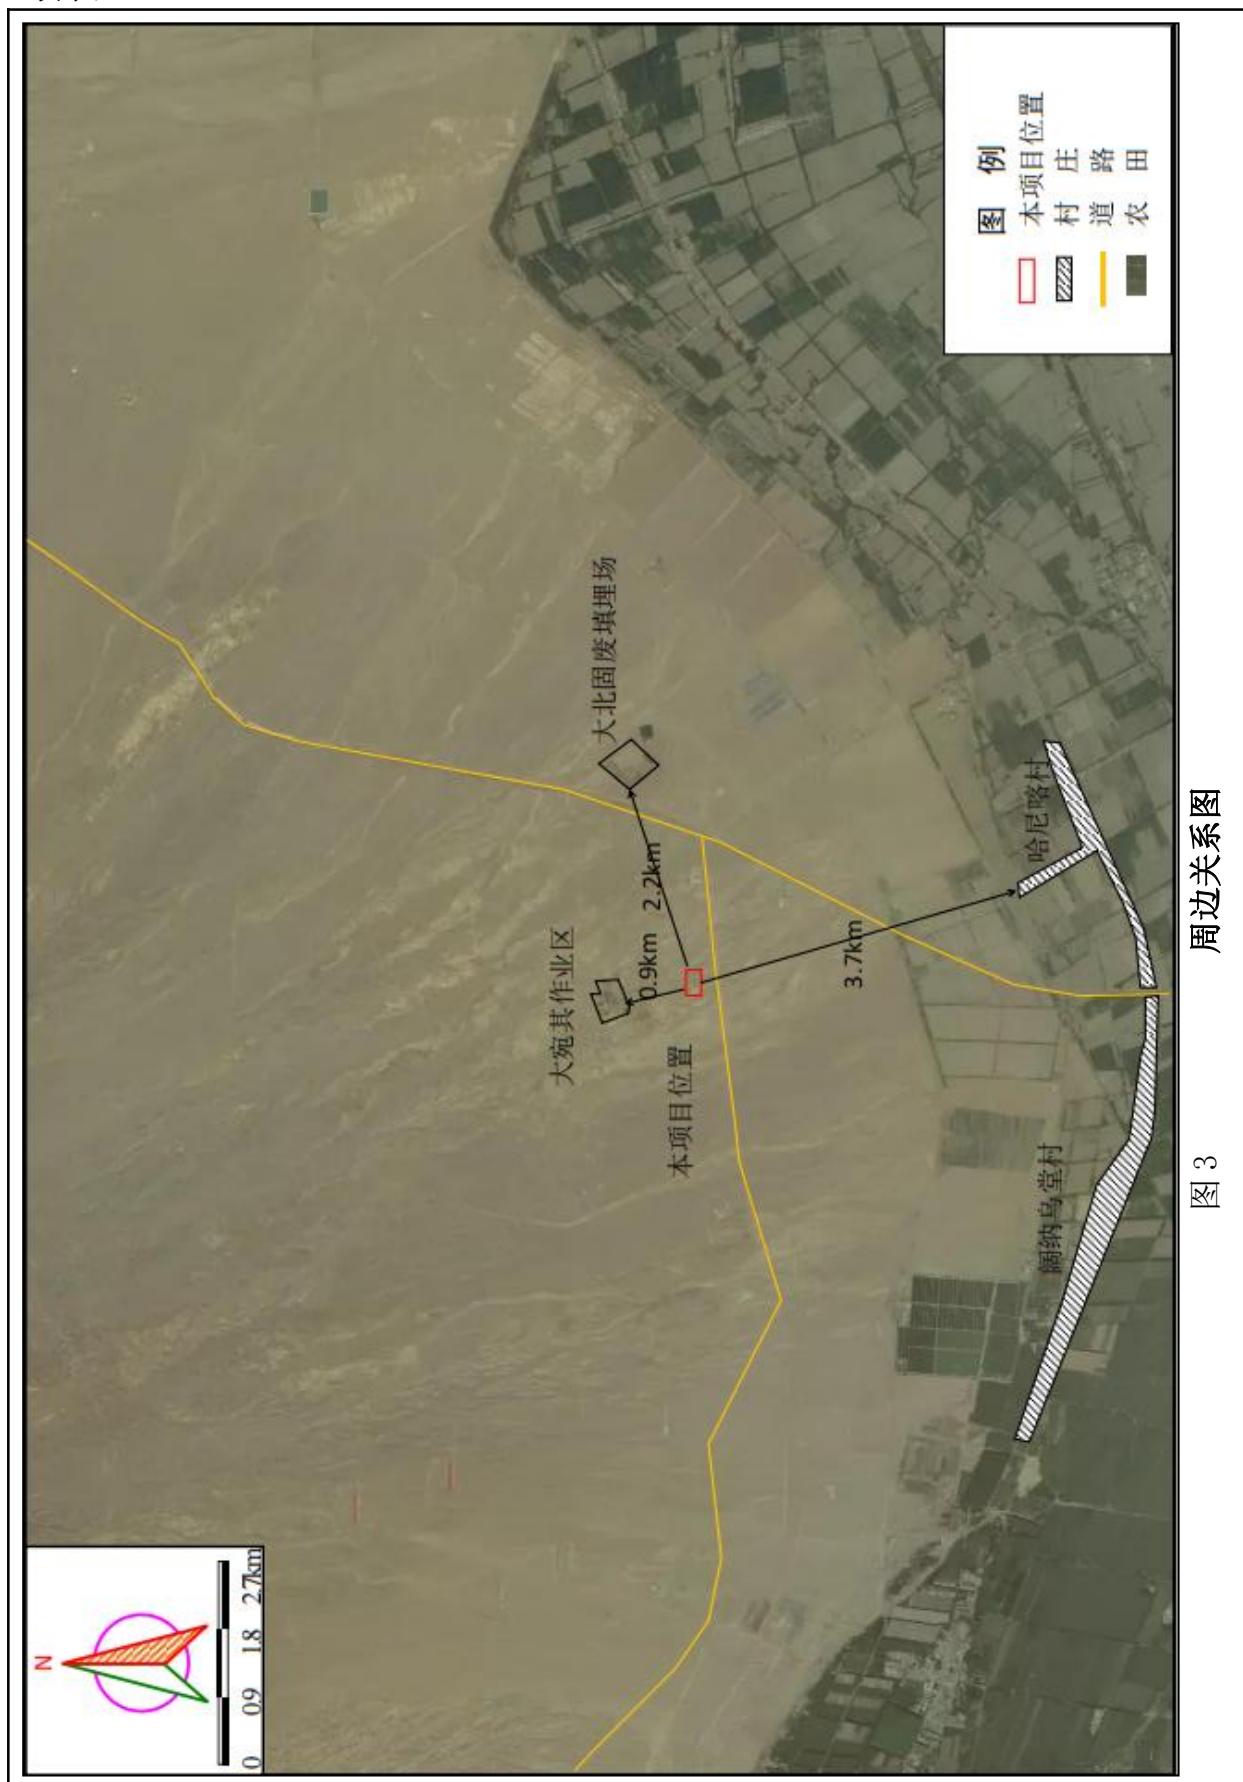 N
0 0.9 1.8 2.7km
大宛其作业区
大北固废填埋场
0.9km
2.2km
本项目位置
3.7km
哈尼喀村
阔纳乌堂村
图 例
本项目位置
村 庄
道 路
农 田
图 3 周边关系图